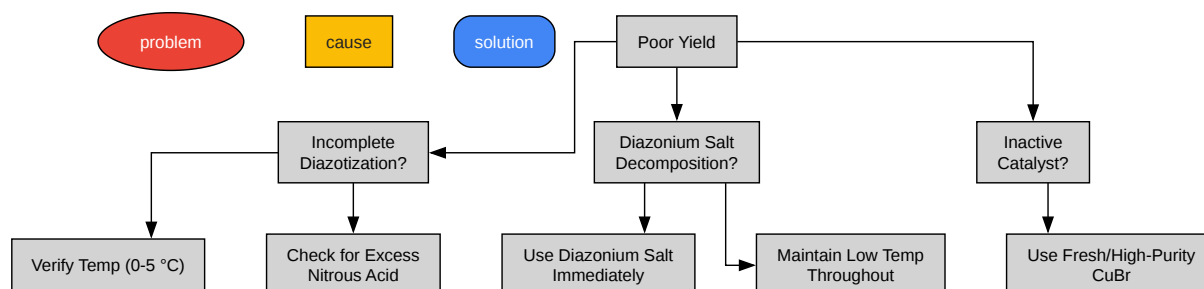 problem
cause
solution
Poor Yield
Incomplete
Diazotization?
Diazonium Salt
Decomposition?
Inactive
Catalyst?
Verify Temp (0-5 °C)
Check for Excess
Nitrous Acid
Use Diazonium Salt
Immediately
Maintain Low Temp
Throughout
Use Fresh/High-Purity
CuBr